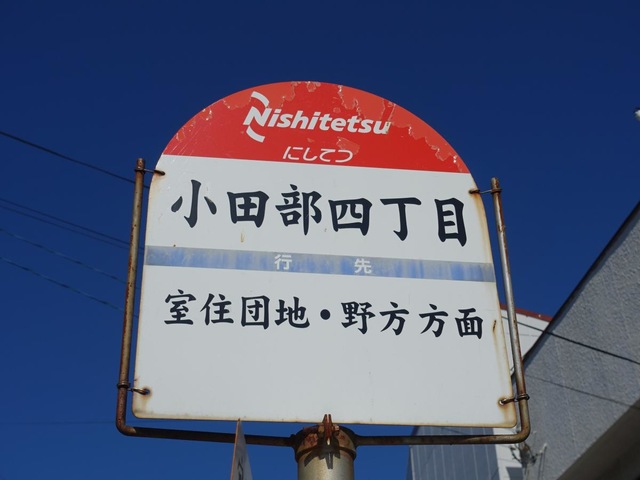 Nishitetsu
にしてつ
小田部四丁目
行先
室住団地・野方方面